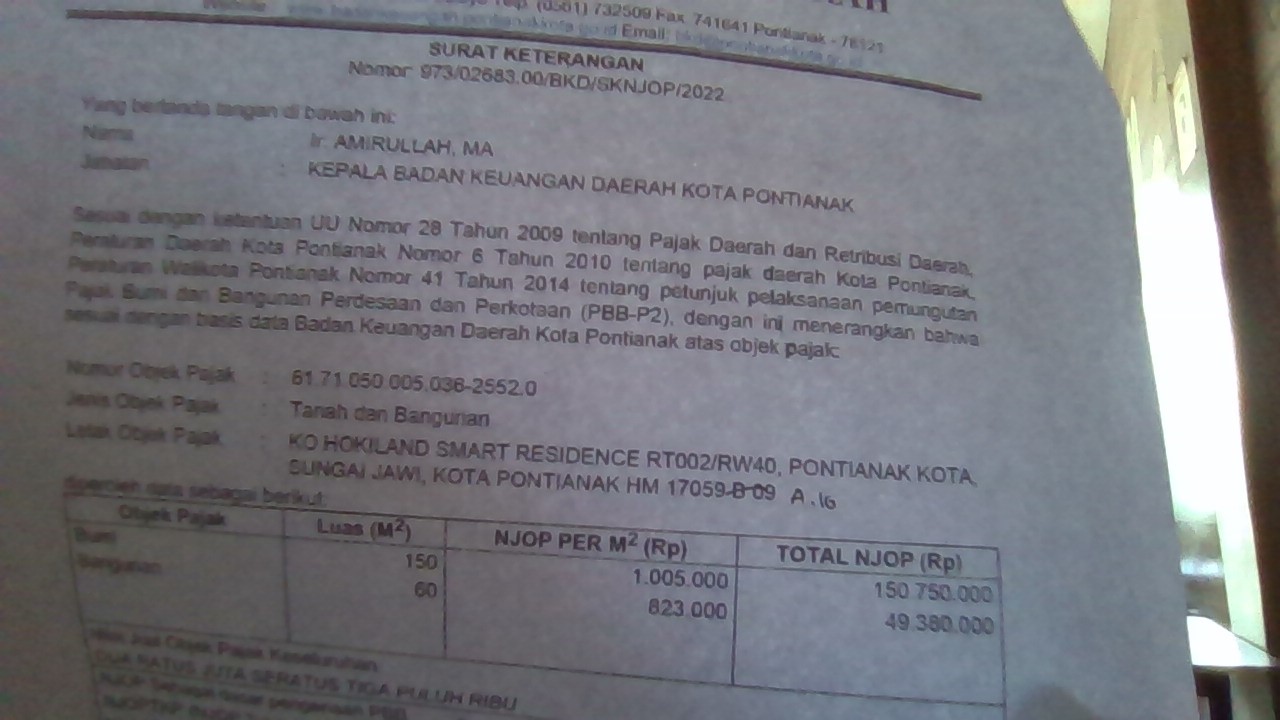 Telp. (0561) 732509 Fax. 741641 Pontianak - 78121
Email:
SURAT KETERANGAN
Nomor 973/02683.00/BKD/SKNJOP/2022
Yang bertanda tangan di bawah ini:
Nama Ir. AMIRULLAH, MA
Jabatan : KEPALA BADAN KEUANGAN DAERAH KOTA PONTIANAK
Sesuai dengan ketentuan UU Nomor 28 Tahun 2009 tentang Pajak Daerah dan Retribusi Daerah,
Peraturan Daerah Kota Pontianak Nomor 6 Tahun 2010 tentang pajak daerah Kota Pontianak,
Peraturan Walikota Pontianak Nomor 41 Tahun 2014 tentang petunjuk pelaksanaan pemungutan
Pajak Bumi dan Bangunan Perdesaan dan Perkotaan (PBB-P2), dengan ini menerangkan bahwa
sesuai dengan basis data Badan Keuangan Daerah Kota Pontianak atas objek pajak:
Nomor Objek Pajak : 61.71.050.005.036-2552.0
Jenis Objek Pajak : Tanah dan Bangunan
Letak Objek Pajak : KO HOKILAND SMART RESIDENCE RT002/RW40, PONTIANAK KOTA,
SUNGAI JAWI, KOTA PONTIANAK HM 17059-B 09 A.16
diperoleh data sebagai berikut:
Objek Pajak Luas (M²) NJOP PER M² (Rp) TOTAL NJOP (Rp)
Bumi 150 1.005.000 150.750.000
Bangunan 60 823.000 49.380.000
Nilai Jual Objek Pajak Keseluruhan
DUA RATUS JUTA SERATUS TIGA PULUH RIBU
NJOP Sebagai dasar pengenaan PBB